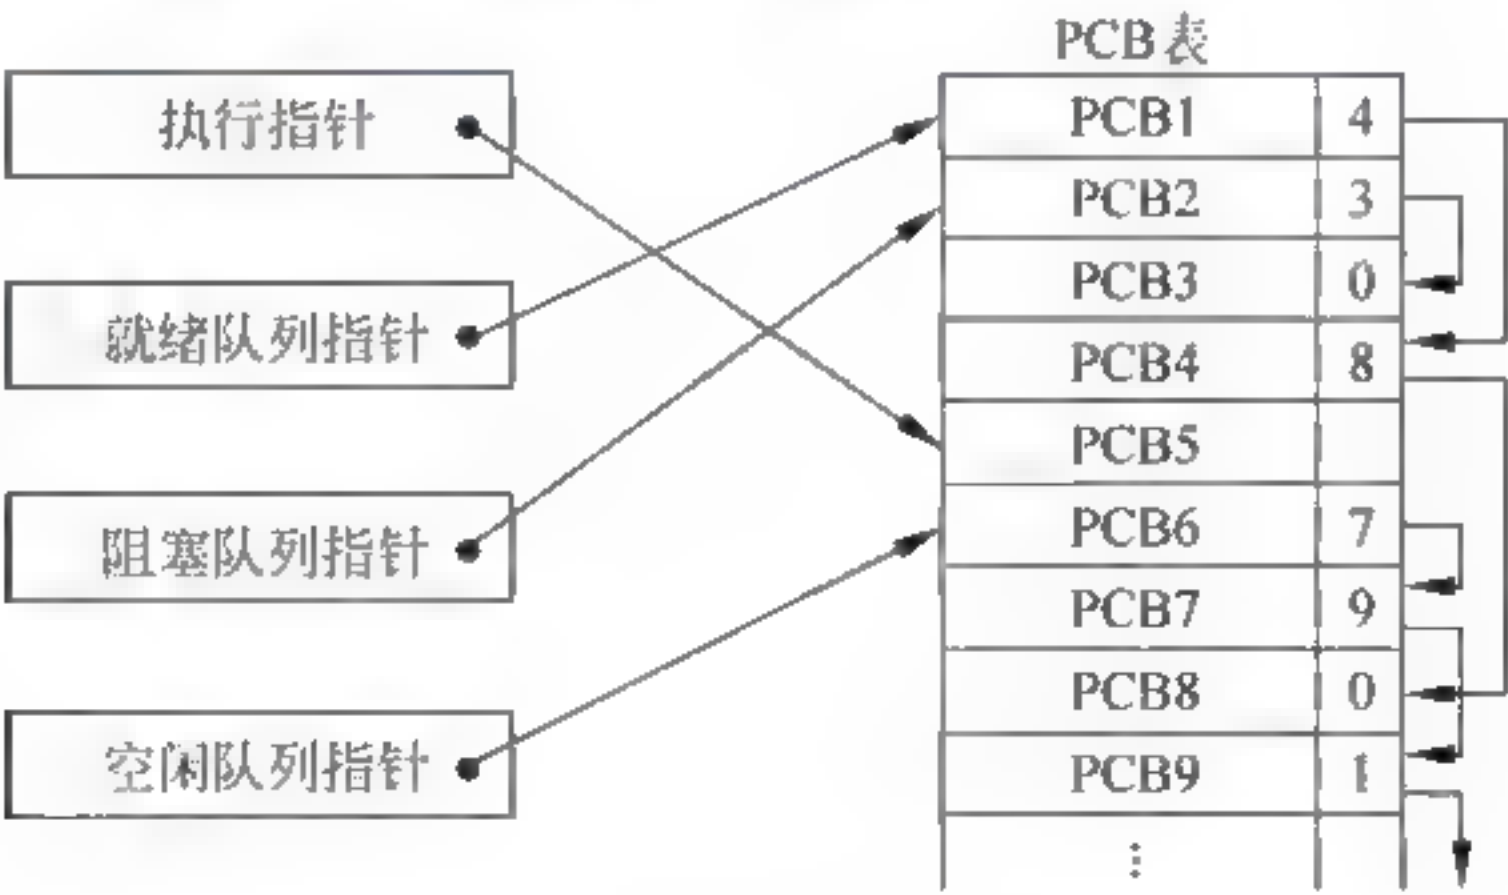 PCB表
执行指针
就绪队列指针
阻塞队列指针
空闲队列指针
PCB1 4
PCB2 3
PCB3 0
PCB4 8
PCB5
PCB6 7
PCB7 9
PCB8 0
PCB9 1
⋮